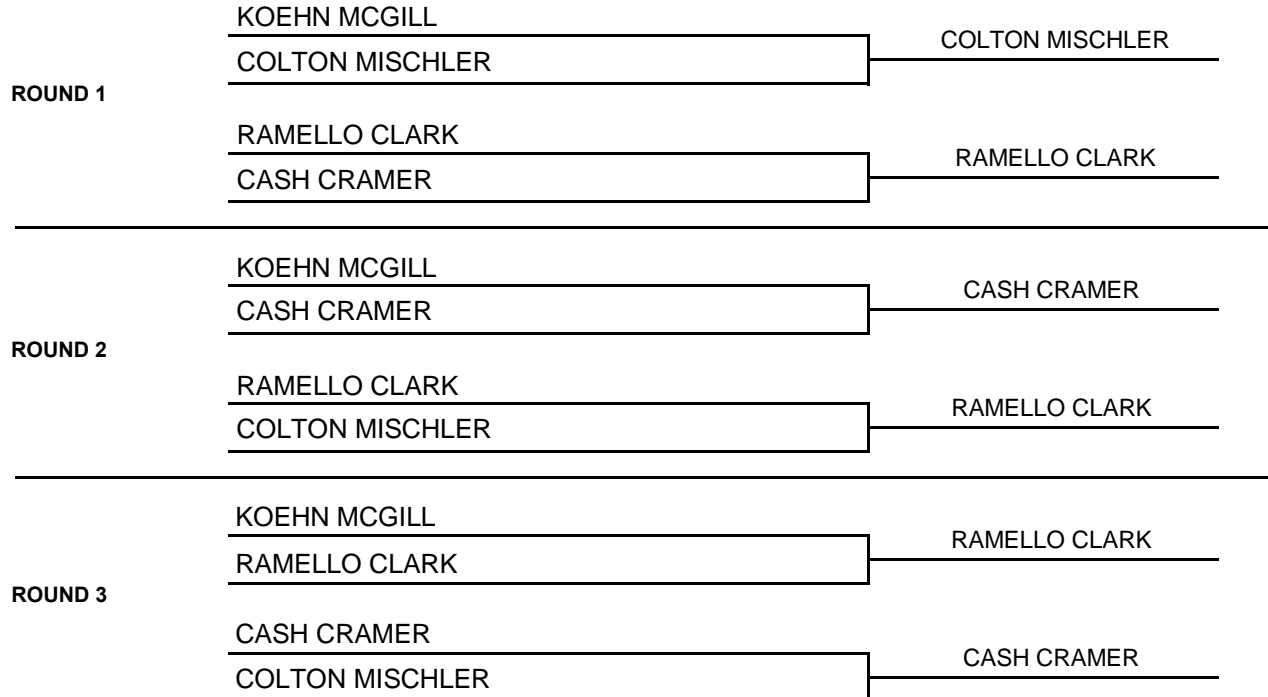 KOEHN MCGILL
COLTON MISCHLER
COLTON MISCHLER
ROUND 1
RAMELLO CLARK
RAMELLO CLARK
CASH CRAMER
KOEHN MCGILL
CASH CRAMER
CASH CRAMER
ROUND 2
RAMELLO CLARK
RAMELLO CLARK
COLTON MISCHLER
KOEHN MCGILL
RAMELLO CLARK
RAMELLO CLARK
ROUND 3
CASH CRAMER
CASH CRAMER
COLTON MISCHLER